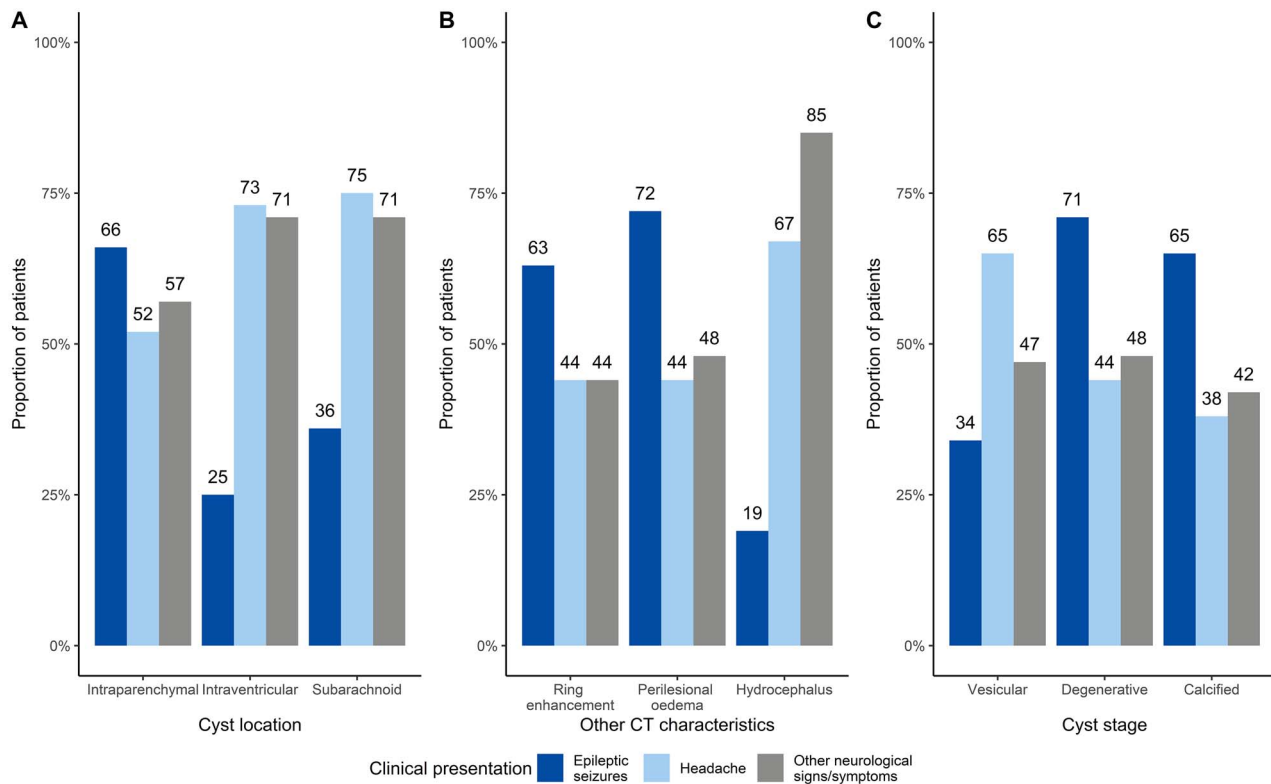 A
100%
75%
50%
25%
0%
Proportion of patients
66
52
57
25
73
71
36
75
71
Intraparenchymal Intraventricular Subarachnoid
Cyst location
B
100%
75%
50%
25%
0%
Proportion of patients
63
44
44
72
44
48
19
67
85
Ring
enhancement
Perilesional
oedema
Hydrocephalus
Other CT characteristics
C
100%
75%
50%
25%
0%
Proportion of patients
34
65
47
71
44
48
65
38
42
Vesicular Degenerative Calcified
Cyst stage
Clinical presentation
Epileptic
seizures
Headache
Other neurological
signs/symptoms